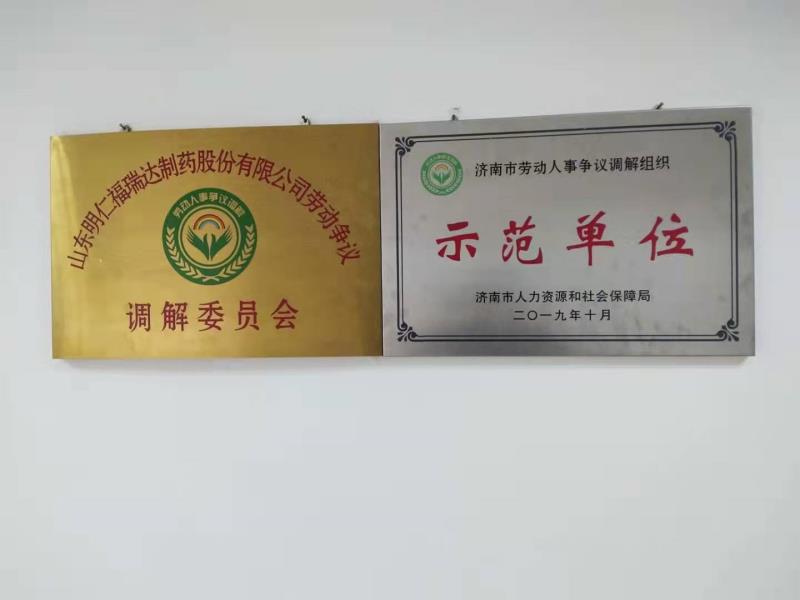 山东明仁福瑞达制药股份有限公司劳动争议
劳动人事争议调解
调解委员会
济南市劳动人事争议调解组织
示范单位
济南市人力资源和社会保障局
二〇一九年十月